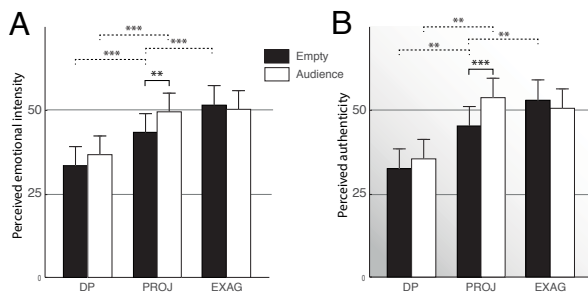 A
Perceived emotional intensity
50
25
0
***
***
***
**
DP
PROJ
EXAG
Empty
Audience
B
Perceived authenticity
50
25
0
**
**
**
***
DP
PROJ
EXAG